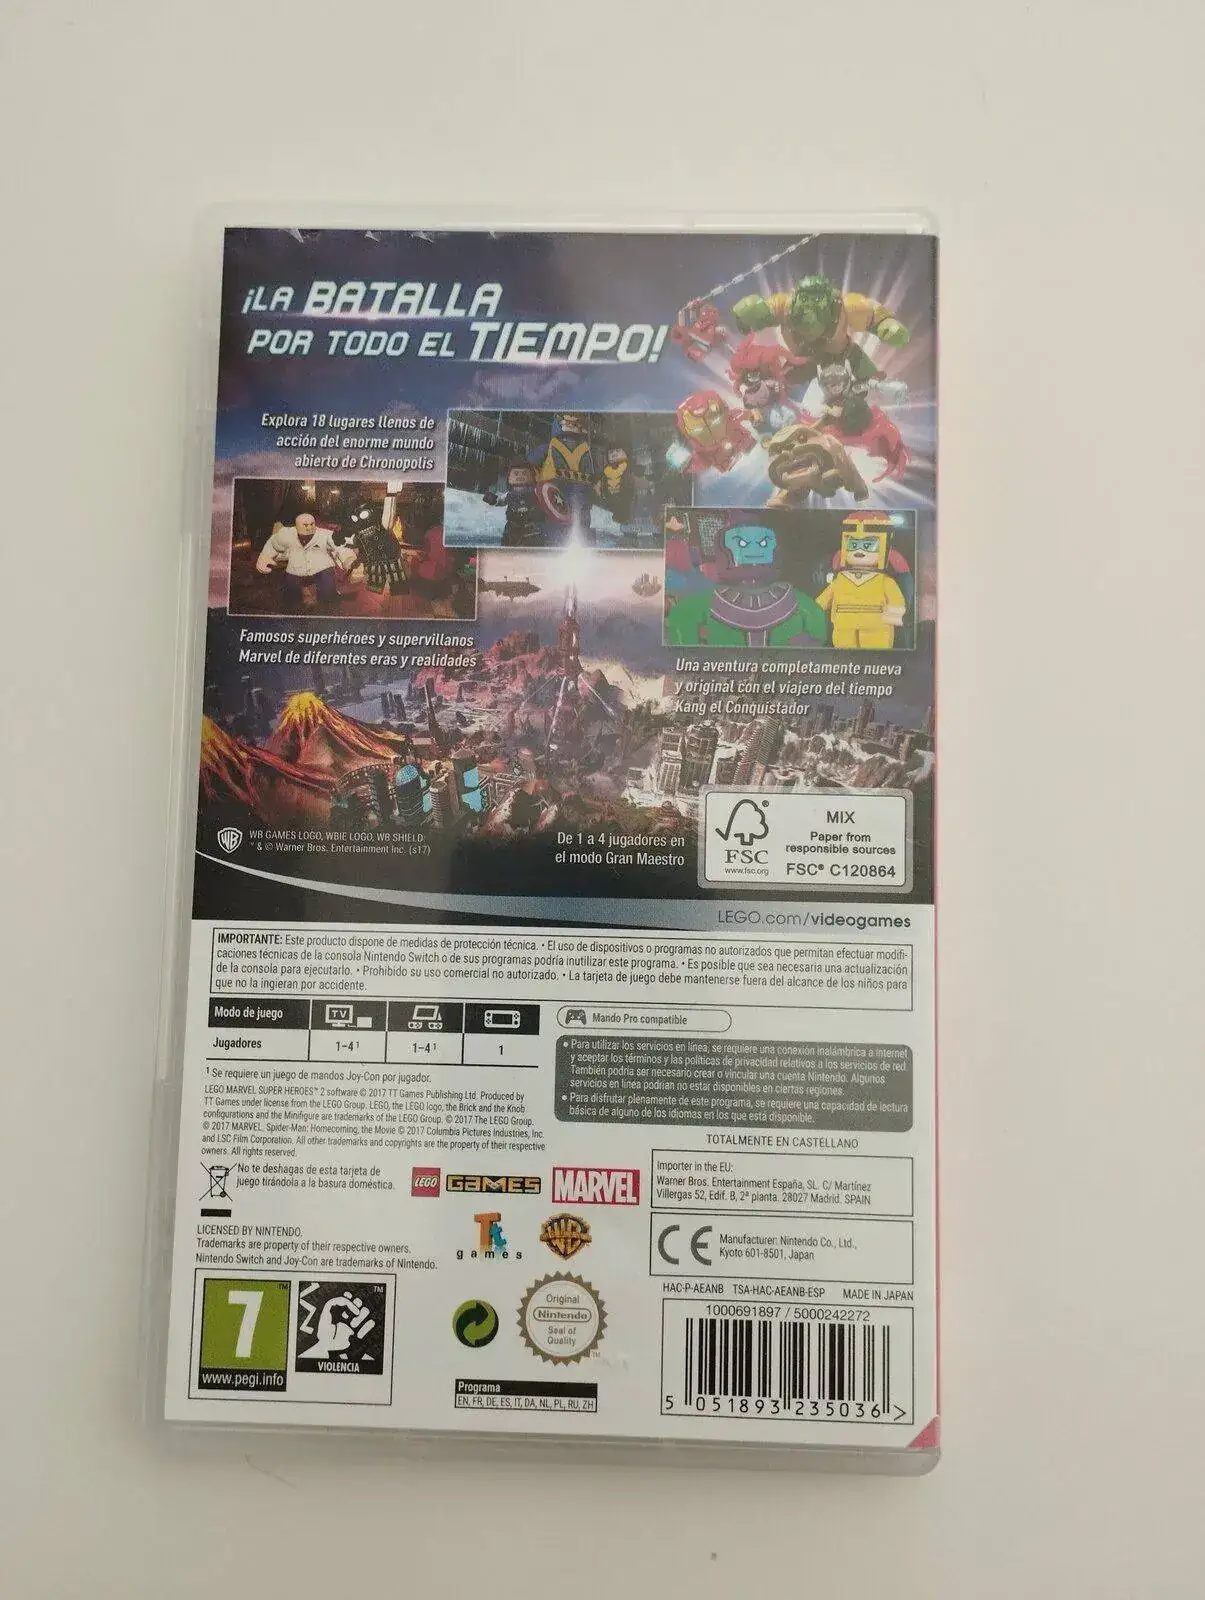 ¡LA BATALLA
POR TODO EL TIEMPO!
Explora 18 lugares llenos de
acción del enorme mundo
abierto de Chronopolis
Famosos superhéroes y supervillanos
Marvel de diferentes eras y realidades
Una aventura completamente nueva
y original con el viajero del tiempo
Kang el Conquistador
WB GAMES LOGO, WBIE LOGO, WB SHIELD:
™ & © Warner Bros. Entertainment Inc. (s17)
De 1 a 4 jugadores en
el modo Gran Maestro
FSC
www.fsc.org
MIX
Paper from
responsible sources
FSC® C120864
LEGO.com/videogames
IMPORTANTE: Este producto dispone de medidas de protección técnica. • El uso de dispositivos o programas no autorizados que permitan efectuar modifi-
caciones técnicas de la consola Nintendo Switch o de sus programas podría inutilizar este programa. • Es posible que sea necesaria una actualización
de la consola para ejecutarlo. • Prohibido su uso comercial no autorizado. • La tarjeta de juego debe mantenerse fuera del alcance de los niños para
que no la ingieran por accidente.
Modo de juego TV
Jugadores 1-4¹ 1-4¹ 1
¹ Se requiere un juego de mandos Joy-Con por jugador.
Mando Pro compatible
• Para utilizar los servicios en línea, se requiere una conexión inalámbrica a internet
y aceptar los términos y las políticas de privacidad relativos a los servicios de red.
También podría ser necesario crear o vincular una cuenta Nintendo. Algunos
servicios en línea podrían no estar disponibles en ciertas regiones.
• Para disfrutar plenamente de este programa, se requiere una capacidad de lectura
básica de alguno de los idiomas en los que está disponible.
LEGO MARVEL SUPER HEROES™ 2 software © 2017 TT Games Publishing Ltd. Produced by
TT Games under license from the LEGO Group. LEGO, the LEGO logo, the Brick and the Knob
configurations and the Minifigure are trademarks of the LEGO Group. © 2017 The LEGO Group.
© 2017 MARVEL. Spider-Man: Homecoming, the Movie © 2017 Columbia Pictures Industries, Inc.
and LSC Film Corporation. All other trademarks and copyrights are the property of their respective
owners. All rights reserved.
TOTALMENTE EN CASTELLANO
No te deshagas de esta tarjeta de
juego tirándola a la basura doméstica.
LEGO GAMES MARVEL
Importer in the EU:
Warner Bros. Entertainment España, SL. C/ Martínez
Villergas 52, Edif. B, 2ª planta. 28027 Madrid. SPAIN
Tt
games
WB
LICENSED BY NINTENDO.
Trademarks are property of their respective owners.
Nintendo Switch and Joy-Con are trademarks of Nintendo.
CE Manufacturer: Nintendo Co., Ltd.,
Kyoto 601-8501, Japan
HAC-P-AEANB TSA-HAC-AEANB-ESP MADE IN JAPAN
7
www.pegi.info
VIOLENCIA
Original
Nintendo
Seal of
Quality
Programa
EN, FR, DE, ES, IT, DA, NL, PL, RU, ZH
1000691897 / 5000242272
5 051893 235036 >